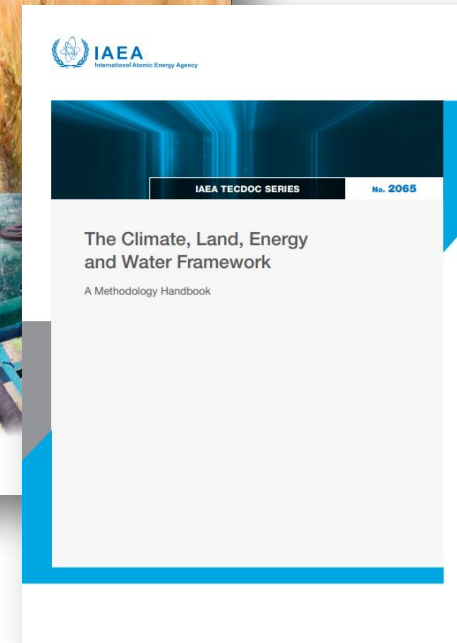 IAEA
International Atomic Energy Agency
IAEA TECDOC SERIES
No. 2065
The Climate, Land, Energy
and Water Framework
A Methodology Handbook